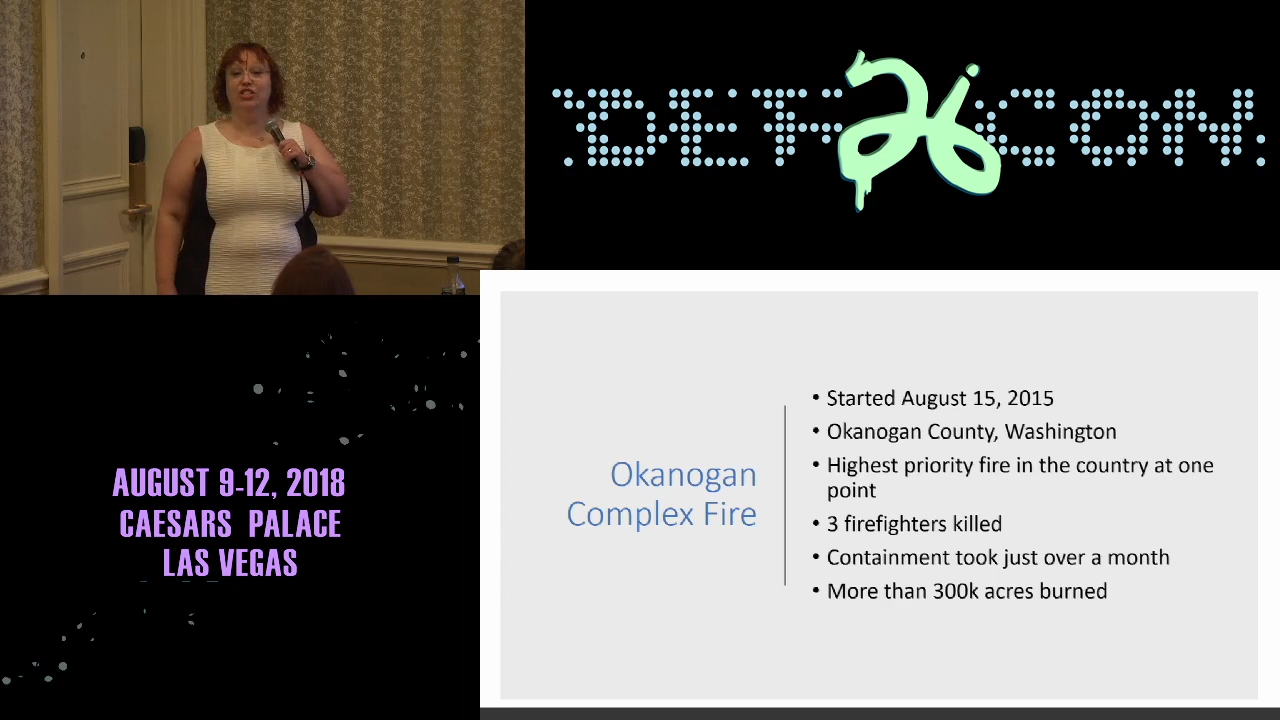 DEF 26 CON
AUGUST 9-12, 2018
CAESARS PALACE
LAS VEGAS
Okanogan
Complex Fire
• Started August 15, 2015
• Okanogan County, Washington
• Highest priority fire in the country at one
point
• 3 firefighters killed
• Containment took just over a month
• More than 300k acres burned